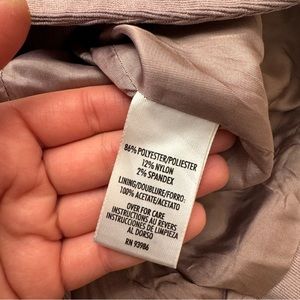 86% POLYESTER/POLIESTER
12% NYLON
2% SPANDEX
LINING/DOUBLURE/FORRO:
100% ACETATE/ACETATO
OVER FOR CARE
INSTRUCTIONS AU REVERS
INSTRUCCIONES DE LIMPIEZA
AL DORSO
RN 93986